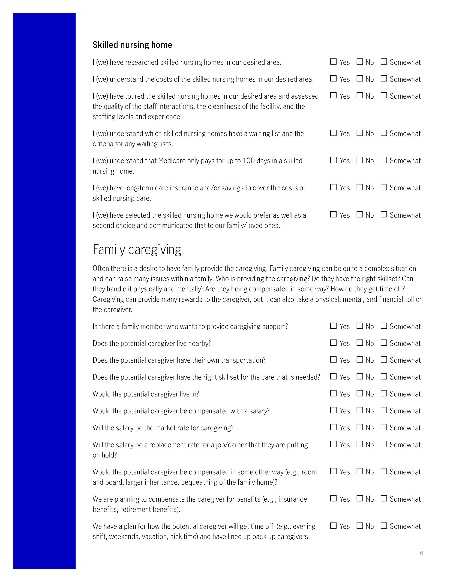 Skilled nursing home
I (we) have researched skilled nursing homes in our desired area. ☐ Yes ☐ No ☐ Somewhat
I (we) understand the costs of the skilled nursing homes in our desired area. ☐ Yes ☐ No ☐ Somewhat
I (we) have toured the skilled nursing homes in our desired area and assessed ☐ Yes ☐ No ☐ Somewhat
the quality of the staff interactions, the cleanliness of the facility, and the
staffing levels and experience.
I (we) understand which skilled nursing homes have a waiting list and the ☐ Yes ☐ No ☐ Somewhat
criteria for any waiting lists.
I (we) understand that Medicare only pays for up to 100 days in a skilled ☐ Yes ☐ No ☐ Somewhat
nursing home.
I (we) have long-term care insurance and/or savings to cover the costs of ☐ Yes ☐ No ☐ Somewhat
skilled nursing care.
I (we) have selected the skilled nursing home we would prefer as well as a ☐ Yes ☐ No ☐ Somewhat
second choice and communicated that to our family/loved ones.
Family caregiving
Often there is a desire to have family provide the caregiving. Family caregiving can be quite a complex situation
and can raise many issues within a family. Who is providing the caregiving? Do they have the right skillset? Can
they handle it physically and mentally? Are they being compensated in some way? How do they get time off?
Caregiving can provide many rewards to the caregiver, but it can also take a physical, mental, and financial toll on
the caregiver.
Is there a family member who wants to provide caregiving support? ☐ Yes ☐ No ☐ Somewhat
Does the potential caregiver live nearby? ☐ Yes ☐ No ☐ Somewhat
Does the potential caregiver have their own transportation? ☐ Yes ☐ No ☐ Somewhat
Does the potential caregiver have the right skill set for the care that is needed? ☐ Yes ☐ No ☐ Somewhat
Would the potential caregiver live in? ☐ Yes ☐ No ☐ Somewhat
Would the potential caregiver be compensated with a salary? ☐ Yes ☐ No ☐ Somewhat
Will the salary be the market rate for caregiving? ☐ Yes ☐ No ☐ Somewhat
Will the salary be a replacement rate for a job/career that they are putting ☐ Yes ☐ No ☐ Somewhat
on hold?
Would the potential caregiver be compensated in some other way (e.g., room ☐ Yes ☐ No ☐ Somewhat
and board, larger inheritance, bequeathing of the family home)?
We are planning to compensate the caregiver for benefits (e.g., insurance ☐ Yes ☐ No ☐ Somewhat
benefits, retirement benefits).
We have a plan for how the potential caregiver will get time off (e.g., evening ☐ Yes ☐ No ☐ Somewhat
shift, weekends, vacation, sick time) and have lined up back-up caregivers.